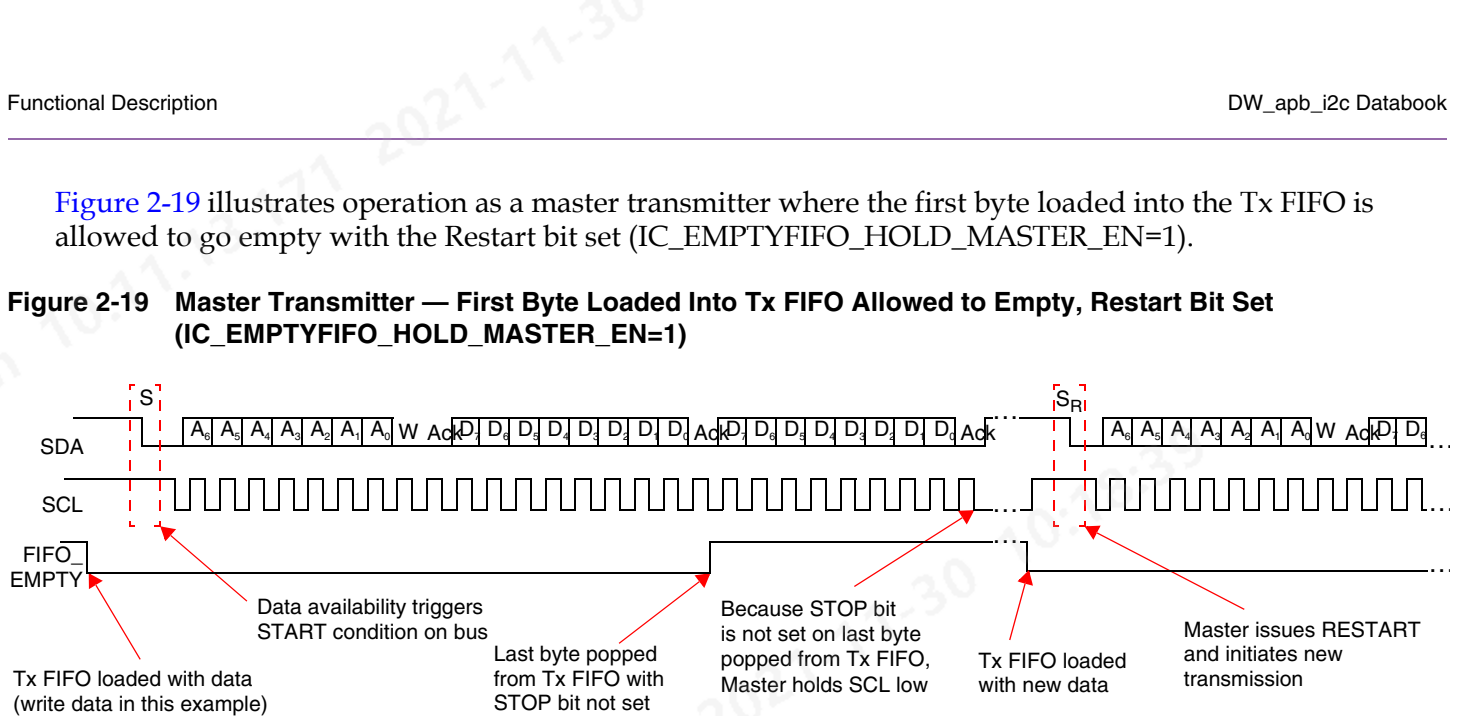 Functional Description
DW_apb_i2c Databook
Figure 2-19 illustrates operation as a master transmitter where the first byte loaded into the Tx FIFO is
allowed to go empty with the Restart bit set (IC_EMPTYFIFO_HOLD_MASTER_EN=1).
Figure 2-19 Master Transmitter — First Byte Loaded Into Tx FIFO Allowed to Empty, Restart Bit Set
(IC_EMPTYFIFO_HOLD_MASTER_EN=1)
S
SR
SDA
A6 A5 A4 A3 A2 A1 A0 W Ack D7 D6 D5 D4 D3 D2 D1 D0 Ack D7 D6 D5 D4 D3 D2 D1 D0 Ack ... A6 A5 A4 A3 A2 A1 A0 W Ack D7 D6 ...
SCL
... ...
FIFO_
EMPTY
... ...
Data availability triggers
START condition on bus
Tx FIFO loaded with data
(write data in this example)
Last byte popped
from Tx FIFO with
STOP bit not set
Because STOP bit
is not set on last byte
popped from Tx FIFO,
Master holds SCL low
Tx FIFO loaded
with new data
Master issues RESTART
and initiates new
transmission
2021-11-30
10:30:39